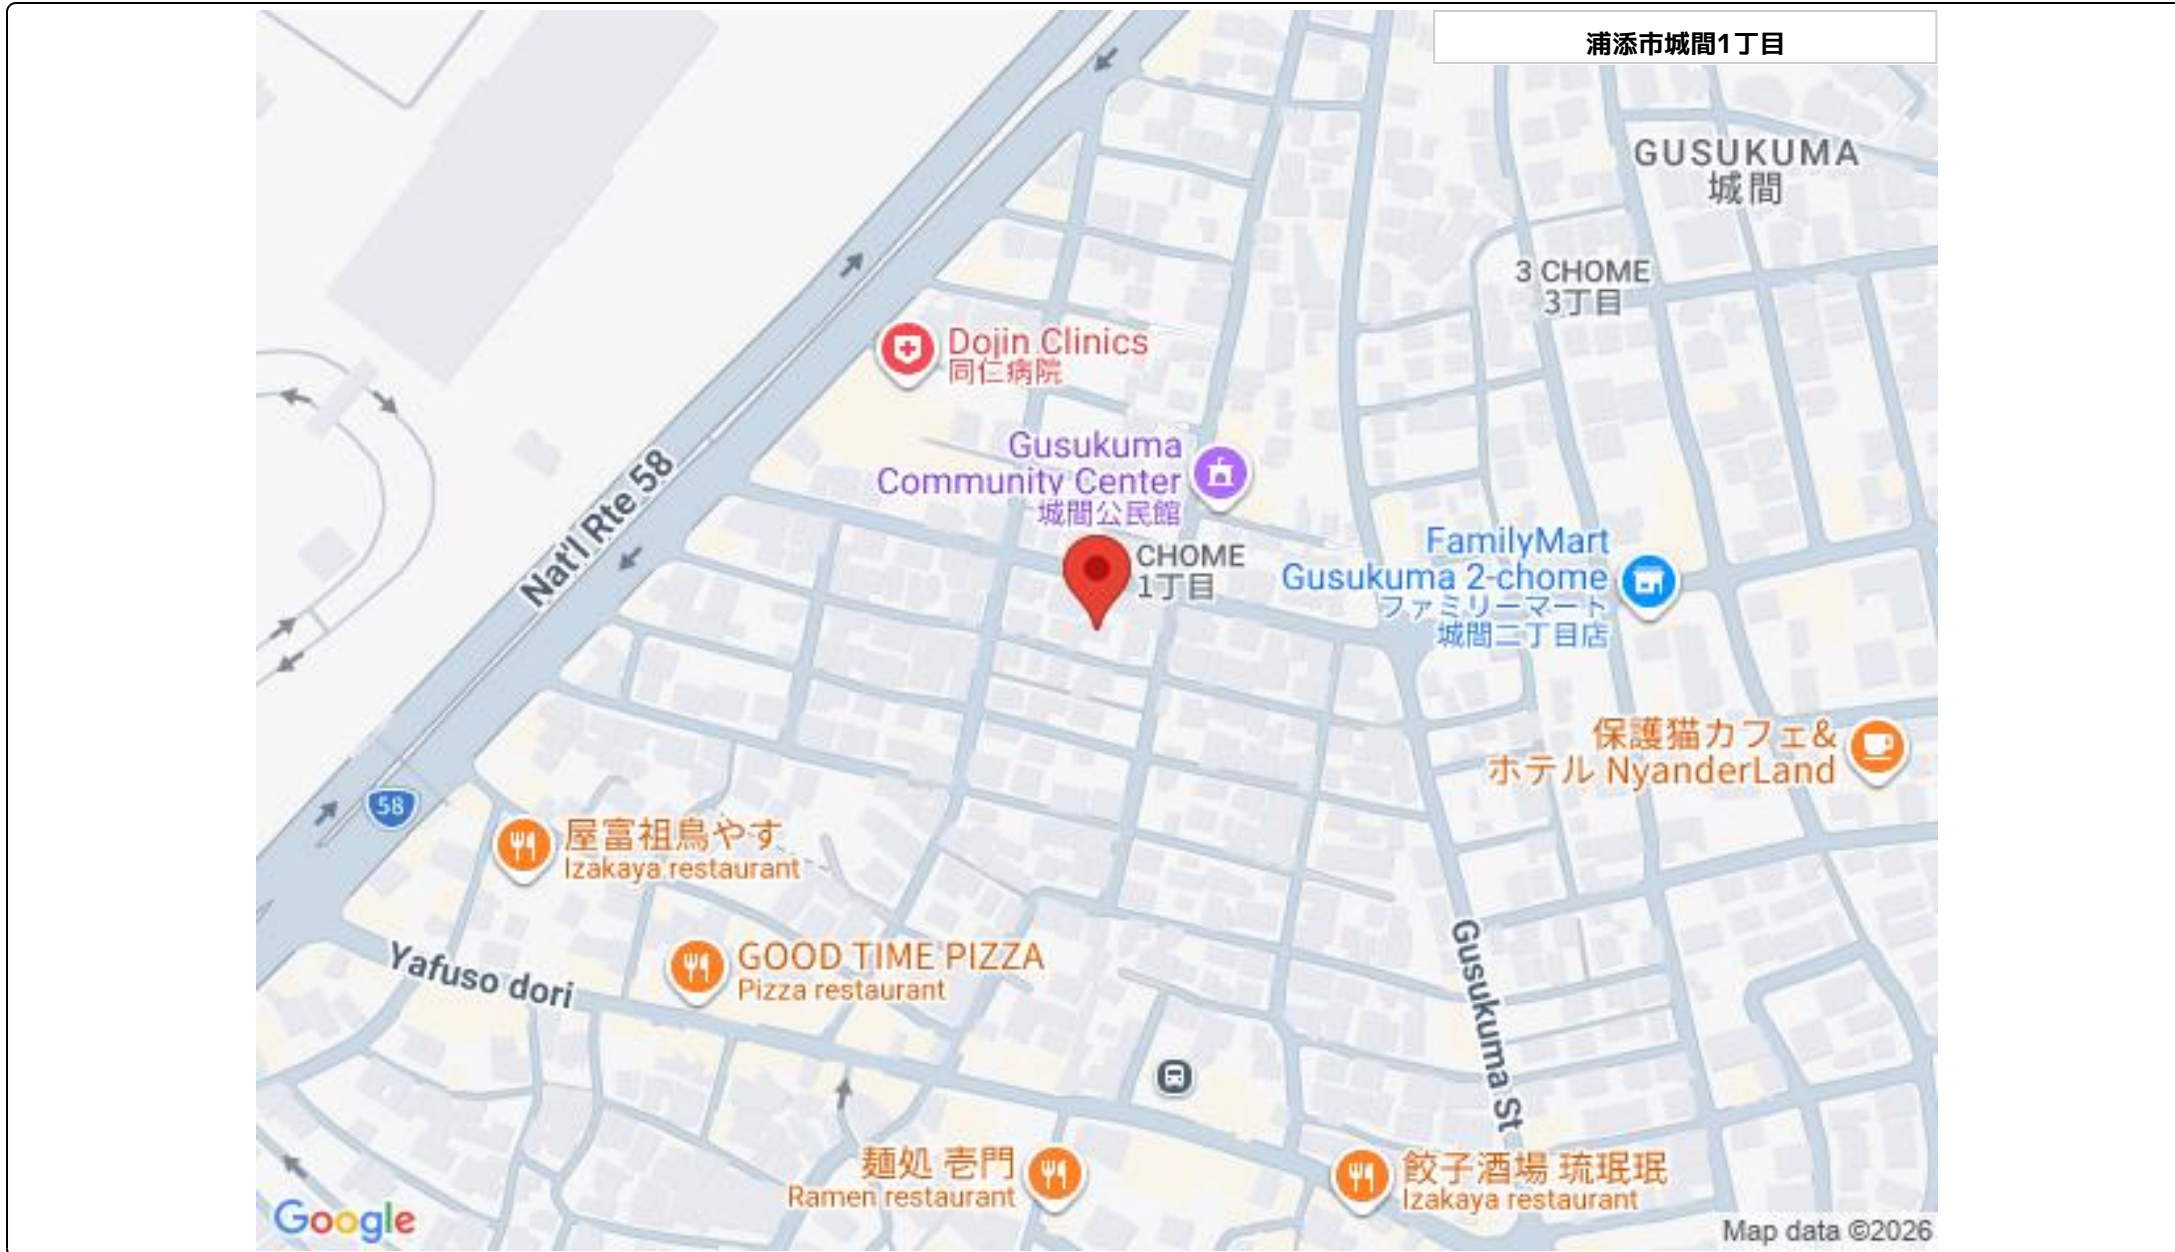 浦添市城間1丁目
GUSUKUMA
城間
3 CHOME
3丁目
Dojin Clinics
同仁病院
Gusukuma
Community Center
城間公民館
CHOME
1丁目
FamilyMart
Gusukuma 2-chome
ファミリーマート
城間二丁目店
Nat'l Rte 58
保護猫カフェ&
ホテル NyanderLand
58
屋富祖鳥やす
Izakaya restaurant
GOOD TIME PIZZA
Pizza restaurant
Yafuso dori
Gusukuma St
麺処 壱門
Ramen restaurant
餃子酒場 琉珉珉
Izakaya restaurant
Google
Map data ©2026